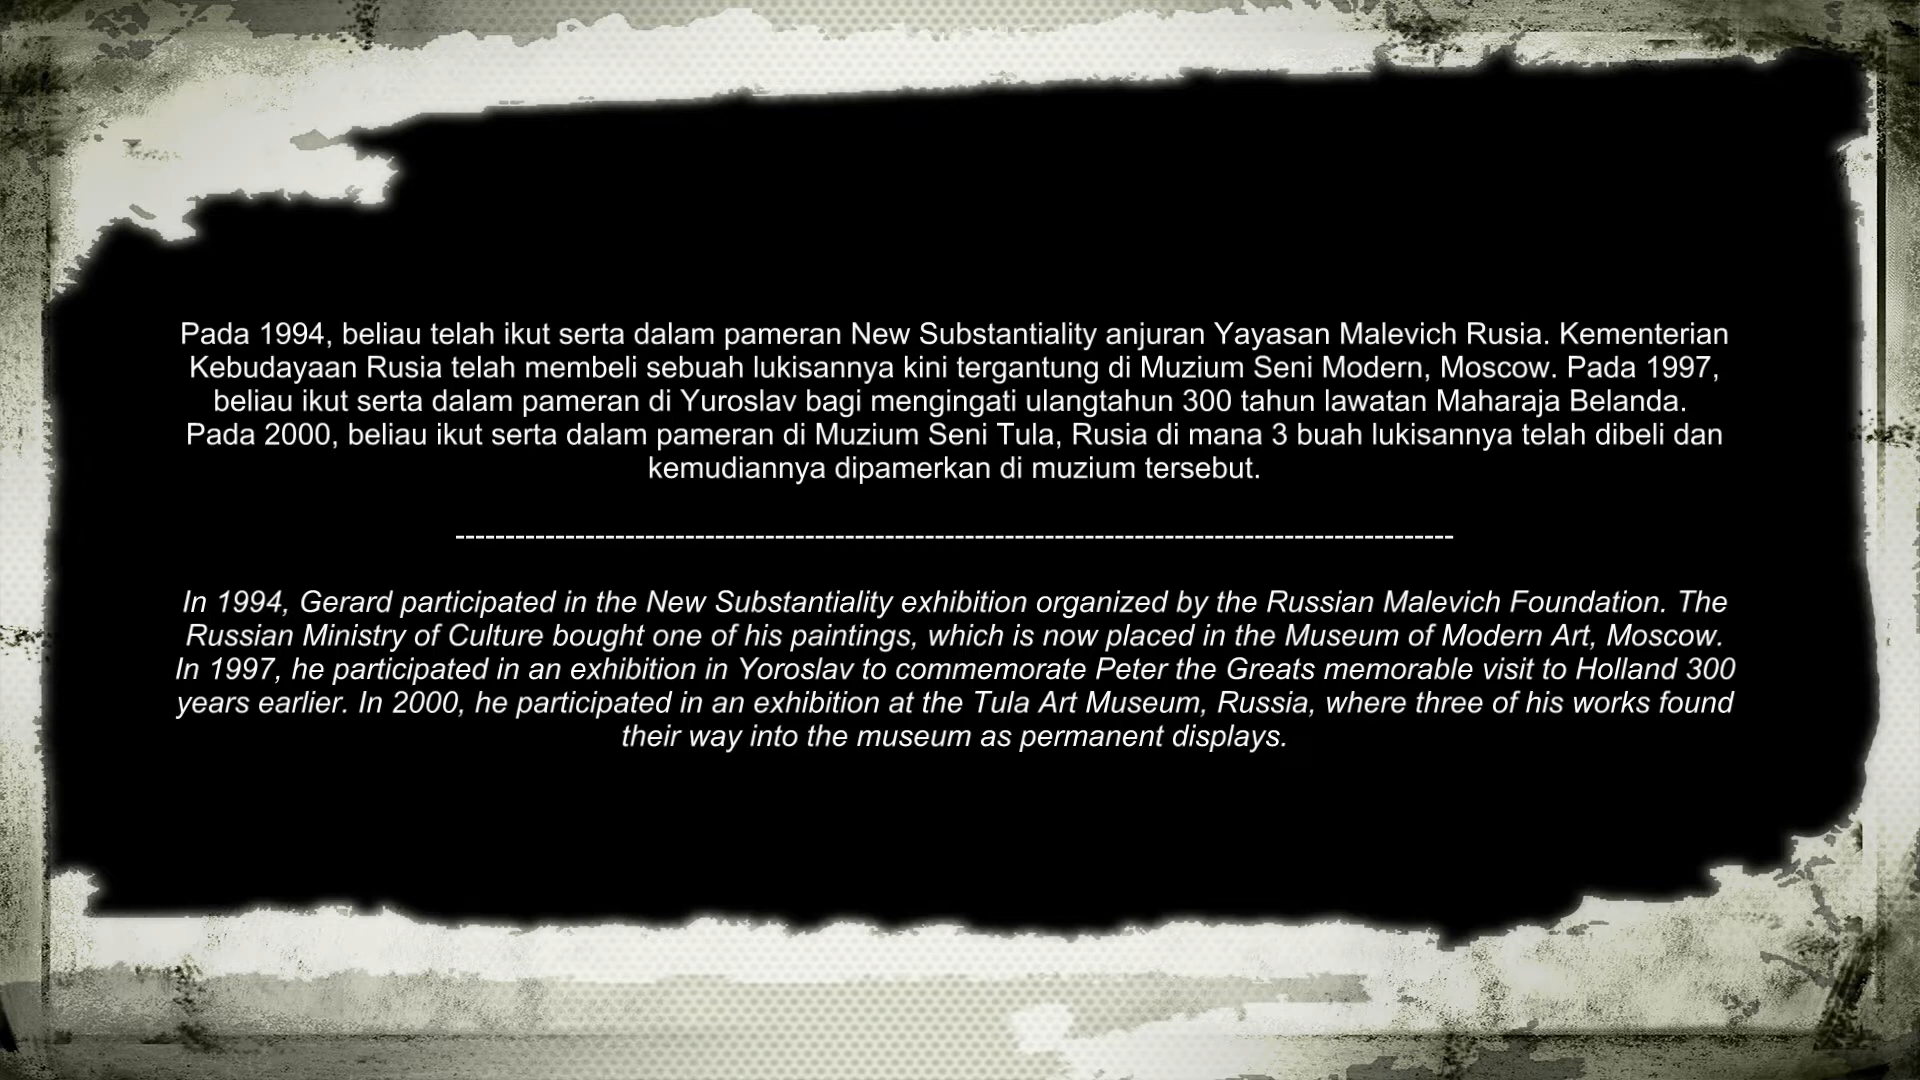 Pada 1994, beliau telah ikut serta dalam pameran New Substantiality anjuran Yayasan Malevich Rusia. Kementerian
Kebudayaan Rusia telah membeli sebuah lukisannya kini tergantung di Muzium Seni Modern, Moscow. Pada 1997,
beliau ikut serta dalam pameran di Yuroslav bagi mengingati ulangtahun 300 tahun lawatan Maharaja Belanda.
Pada 2000, beliau ikut serta dalam pameran di Muzium Seni Tula, Rusia di mana 3 buah lukisannya telah dibeli dan
kemudiannya dipamerkan di muzium tersebut.
----------------------------------------------------------------------------------------------------
In 1994, Gerard participated in the New Substantiality exhibition organized by the Russian Malevich Foundation. The
Russian Ministry of Culture bought one of his paintings, which is now placed in the Museum of Modern Art, Moscow.
In 1997, he participated in an exhibition in Yoroslav to commemorate Peter the Greats memorable visit to Holland 300
years earlier. In 2000, he participated in an exhibition at the Tula Art Museum, Russia, where three of his works found
their way into the museum as permanent displays.